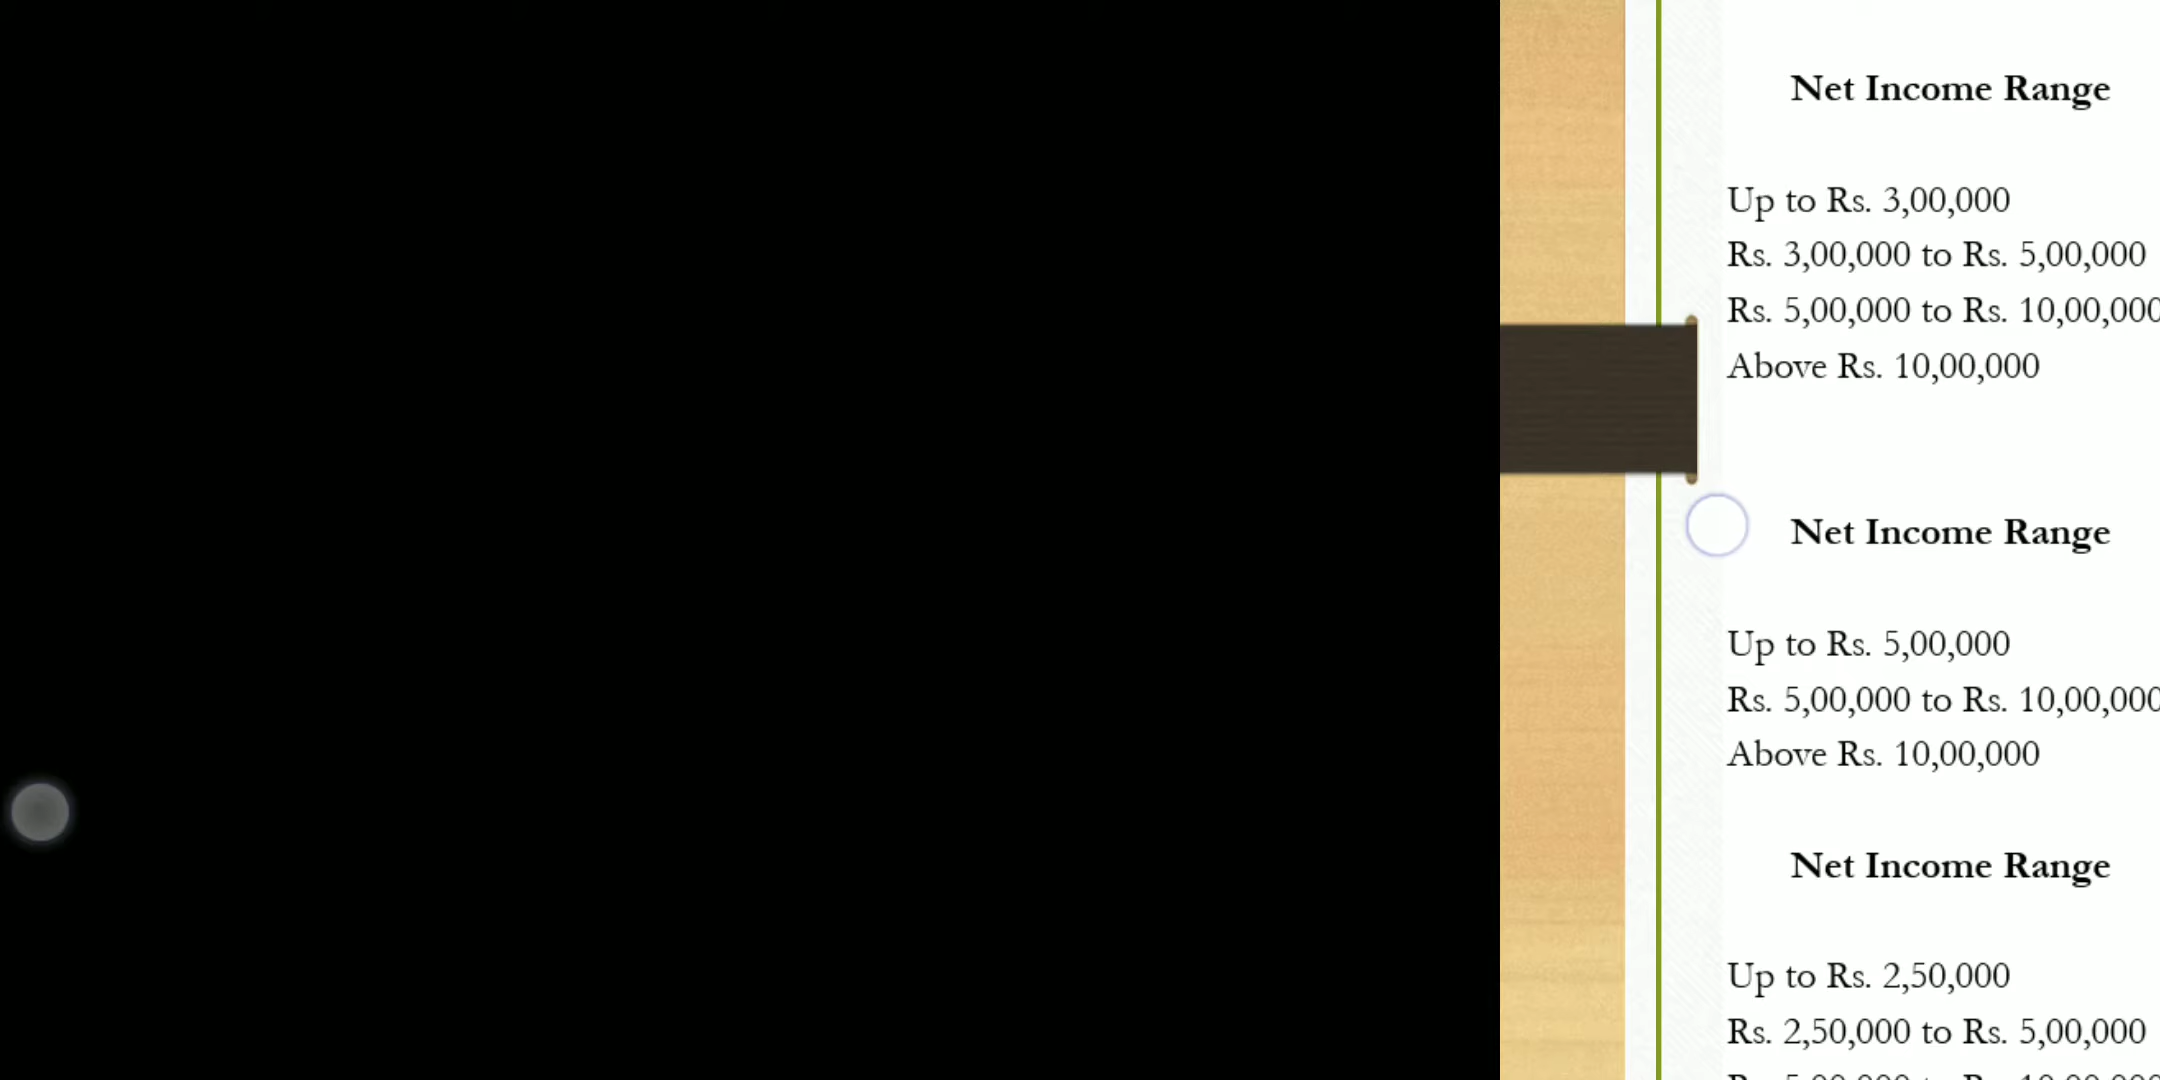 Net Income Range
Up to Rs. 3,00,000
Rs. 3,00,000 to Rs. 5,00,000
Rs. 5,00,000 to Rs. 10,00,000
Above Rs. 10,00,000
Net Income Range
Up to Rs. 5,00,000
Rs. 5,00,000 to Rs. 10,00,000
Above Rs. 10,00,000
Net Income Range
Up to Rs. 2,50,000
Rs. 2,50,000 to Rs. 5,00,000